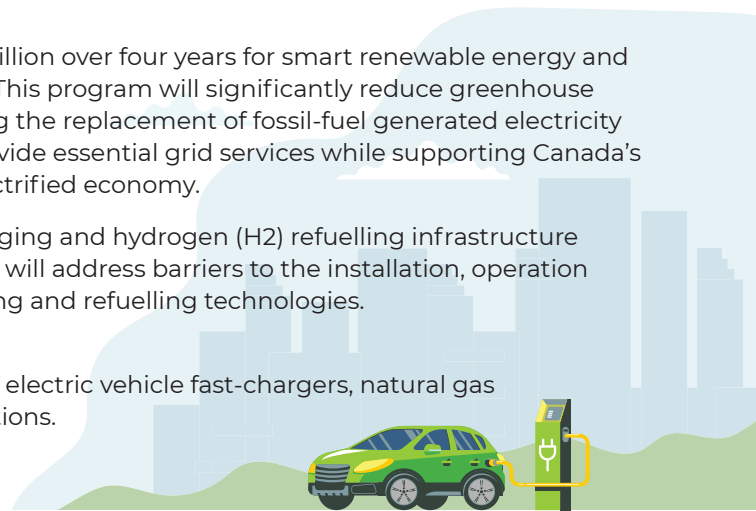 illion over four years for smart renewable energy and
This program will significantly reduce greenhouse
g the replacement of fossil-fuel generated electricity
vide essential grid services while supporting Canada's
ctrified economy.
ging and hydrogen (H2) refuelling infrastructure
will address barriers to the installation, operation
ng and refuelling technologies.
electric vehicle fast-chargers, natural gas
tions.